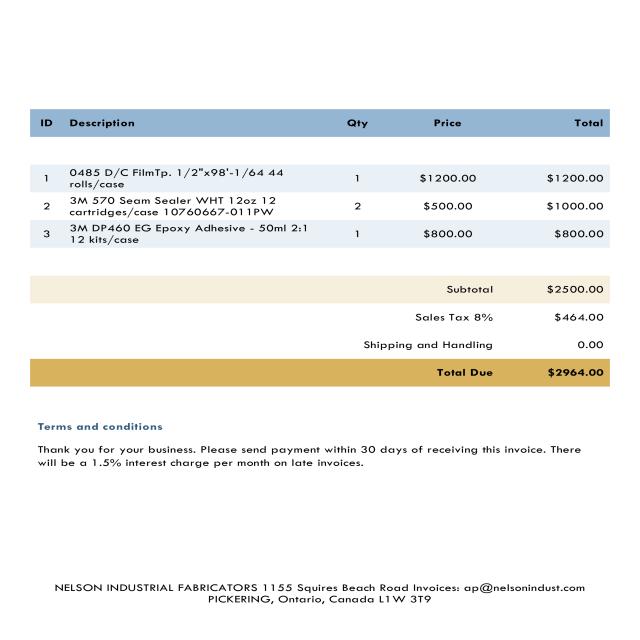 ID Description Qty Price Total
1 0485 D/C FilmTp. 1/2"x98'-1/64 44 1 $1200.00 $1200.00
rolls/case
2 3M 570 Seam Sealer WHT 12oz 12 2 $500.00 $1000.00
cartridges/case 10760667-011PW
3 3M DP460 EG Epoxy Adhesive - 50ml 2:1 1 $800.00 $800.00
12 kits/case
Subtotal $2500.00
Sales Tax 8% $464.00
Shipping and Handling 0.00
Total Due $2964.00
Terms and conditions
Thank you for your business. Please send payment within 30 days of receiving this invoice. There
will be a 1.5% interest charge per month on late invoices.
NELSON INDUSTRIAL FABRICATORS 1155 Squires Beach Road Invoices: ap@nelsonindust.com
PICKERING, Ontario, Canada L1W 3T9